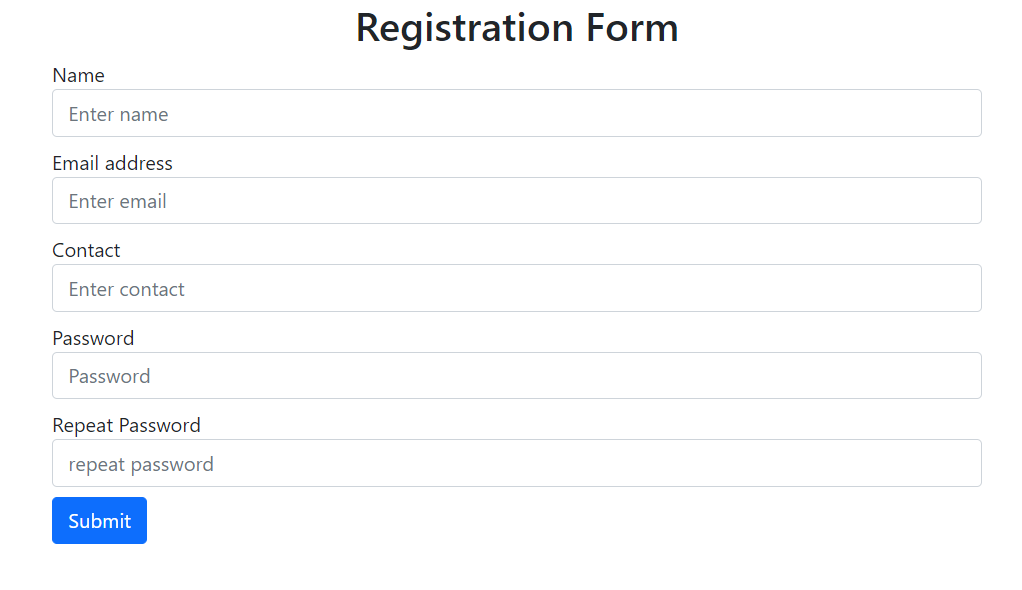 Registration Form
Name
Enter name
Email address
Enter email
Contact
Enter contact
Password
Password
Repeat Password
repeat password
Submit